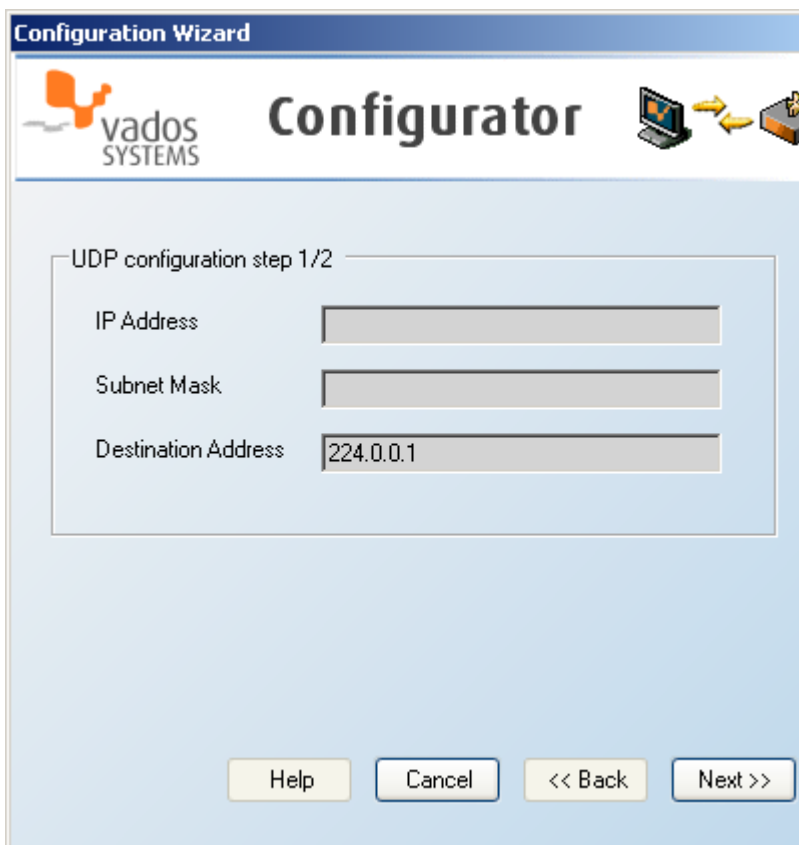 Configuration Wizard
vados
SYSTEMS
Configurator
UDP configuration step 1/2
IP Address
Subnet Mask
Destination Address 224.0.0.1
Help Cancel << Back Next >>